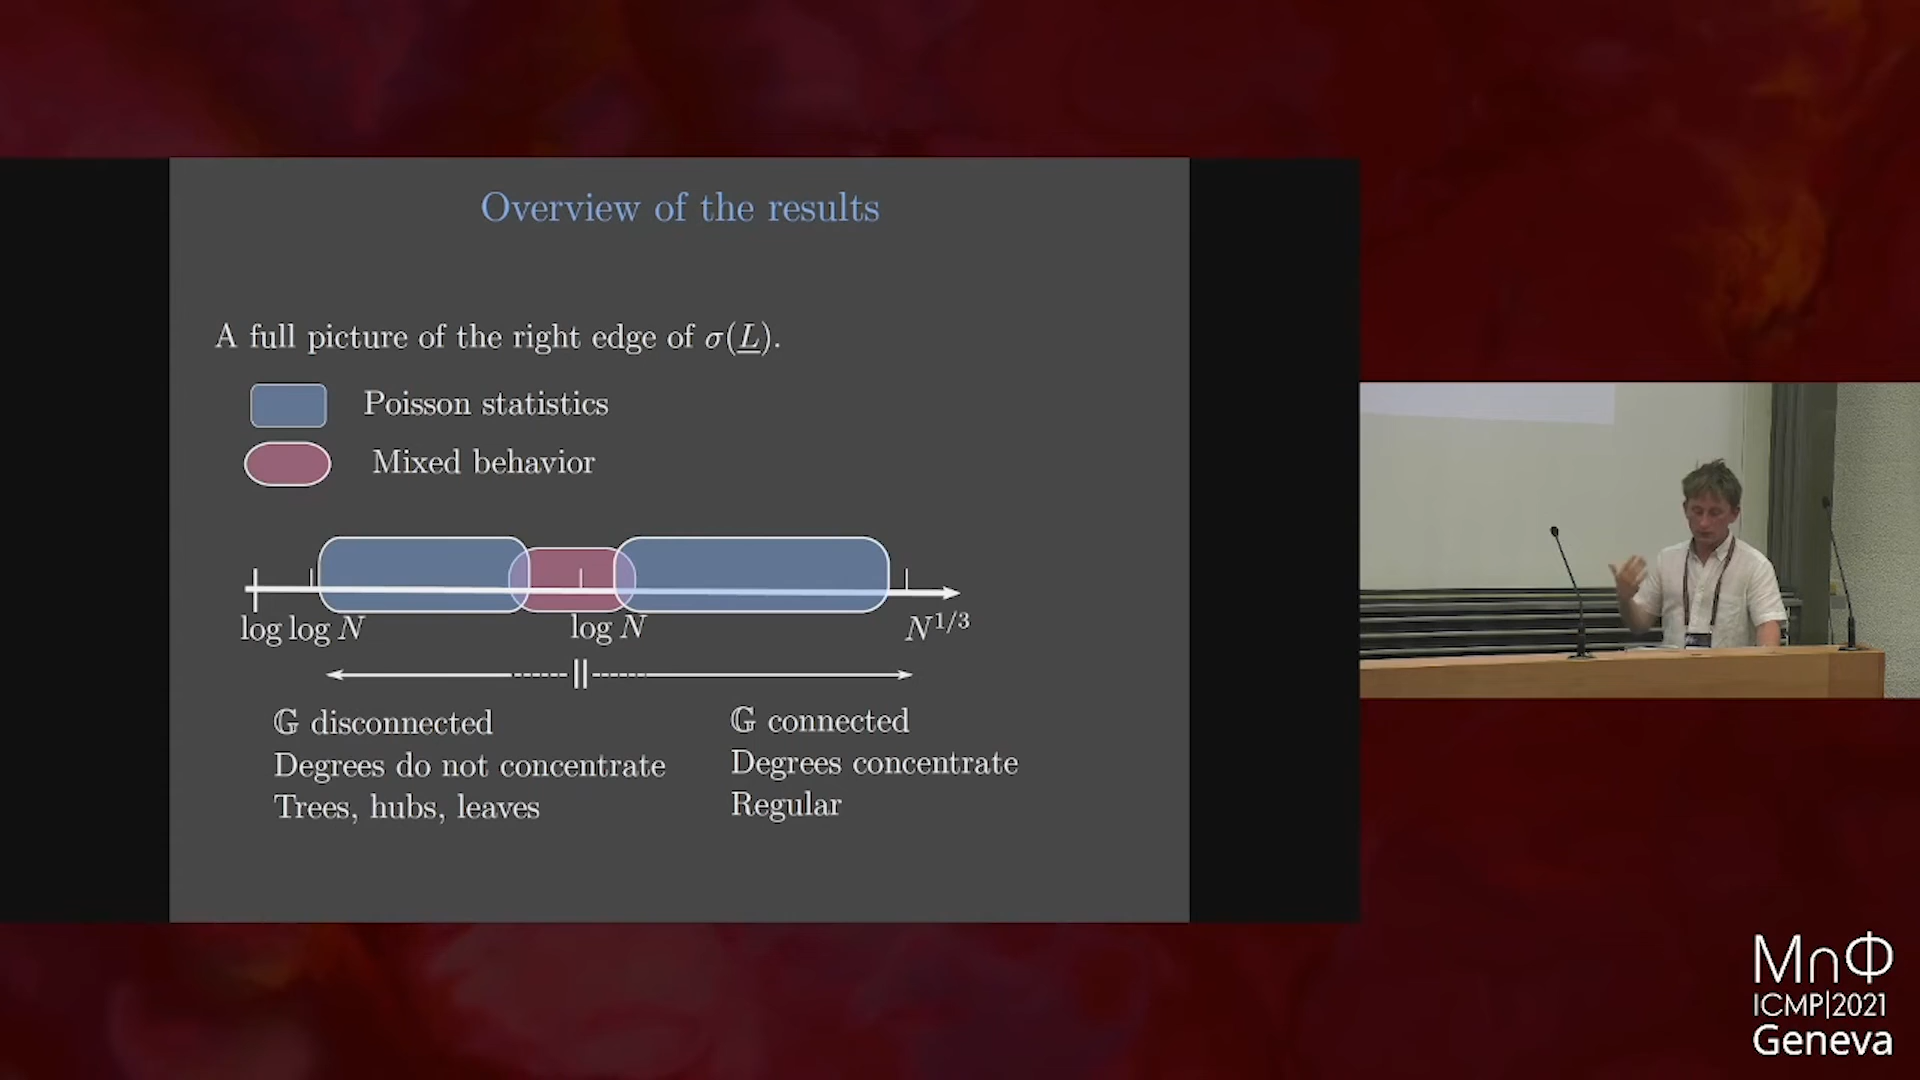 Overview of the results
A full picture of the right edge of σ(L).
Poisson statistics
Mixed behavior
log log N
log N
N^{1/3}
𝔾 disconnected
Degrees do not concentrate
Trees, hubs, leaves
𝔾 connected
Degrees concentrate
Regular
M∩Φ
ICMP|2021
Geneva